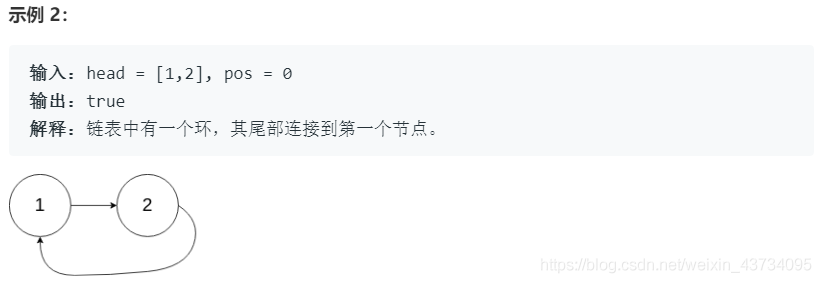 示例 2：
输入：head = [1,2], pos = 0
输出：true
解释：链表中有一个环，其尾部连接到第一个节点。
1 2
https://blog.csdn.net/weixin_43734095